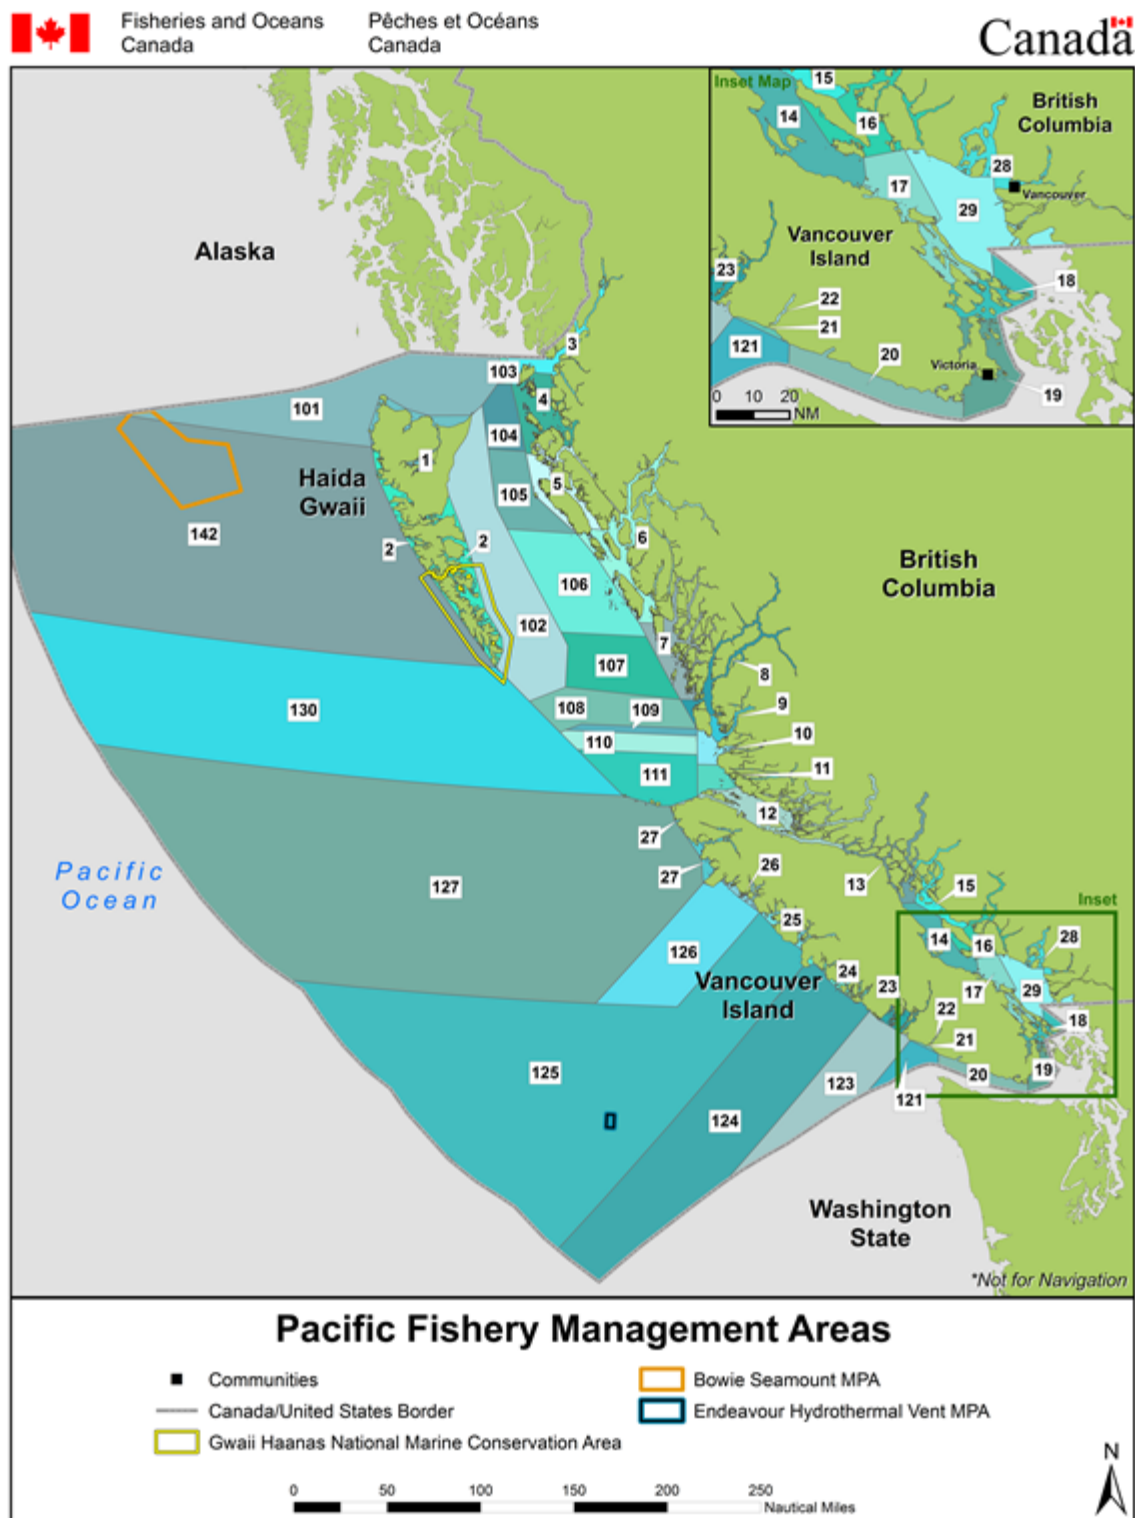 Fisheries and Oceans
Canada
Pêches et Océans
Canada
Canada
Inset Map
15
14
16
British
Columbia
28
Vancouver
17
29
Vancouver
Island
23
18
22
21
121
20
Victoria
19
0 10 20
NM
Alaska
3
103
4
101
104
1
Haida
Gwaii
105
5
142
2
2
6
British
Columbia
106
102
7
107
8
130
108
109
9
110
10
111
11
12
27
Pacific
Ocean
127
27
26
13
15
Inset
25
14
16
28
126
Vancouver
Island
24
23
17
29
22
18
21
125
123
20
19
121
124
Washington
State
*Not for Navigation
Pacific Fishery Management Areas
Communities
Bowie Seamount MPA
Canada/United States Border
Endeavour Hydrothermal Vent MPA
Gwaii Haanas National Marine Conservation Area
N
0 50 100 150 200 250
Nautical Miles